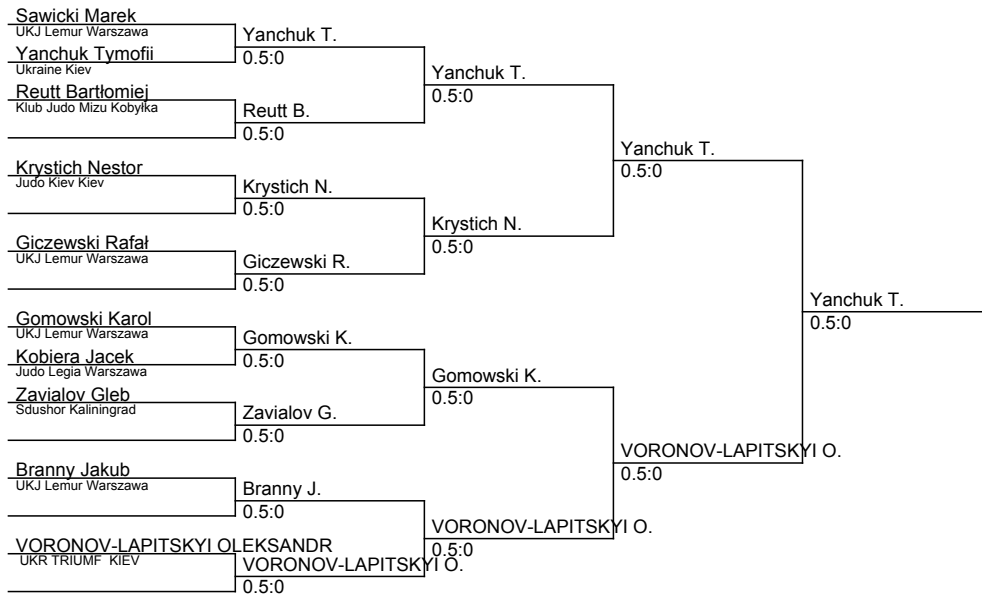 Sawicki Marek
UKJ Lemur Warszawa
Yanchuk T.
0.5:0
Yanchuk Tymofii
Ukraine Kiev
Yanchuk T.
0.5:0
Reutt Bartłomiej
Klub Judo Mizu Kobyłka
Reutt B.
0.5:0
Yanchuk T.
0.5:0
Krystich Nestor
Judo Kiev Kiev
Krystich N.
0.5:0
Krystich N.
0.5:0
Giczewski Rafał
UKJ Lemur Warszawa
Giczewski R.
0.5:0
Yanchuk T.
0.5:0
Gomowski Karol
UKJ Lemur Warszawa
Gomowski K.
0.5:0
Kobiera Jacek
Judo Legia Warszawa
Gomowski K.
0.5:0
Zavialov Gleb
Sdushor Kaliningrad
Zavialov G.
0.5:0
VORONOV-LAPITSKYI O.
0.5:0
Branny Jakub
UKJ Lemur Warszawa
Branny J.
0.5:0
VORONOV-LAPITSKYI O.
0.5:0
VORONOV-LAPITSKYI OLEKSANDR
UKR TRIUMF KIEV
VORONOV-LAPITSKYI O.
0.5:0